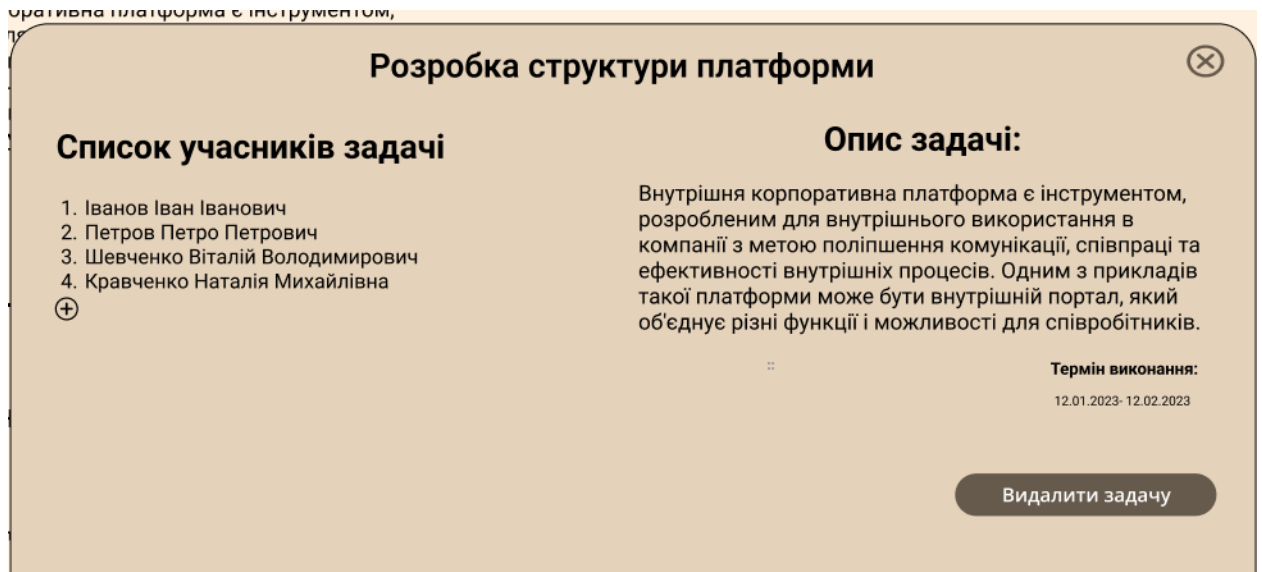 оративна платформа є інструментом,
Розробка структури платформи
Список учасників задачі
1. Іванов Іван Іванович
2. Петров Петро Петрович
3. Шевченко Віталій Володимирович
4. Кравченко Наталія Михайлівна
Опис задачі:
Внутрішня корпоративна платформа є інструментом,
розробленим для внутрішнього використання в
компанії з метою поліпшення комунікації, співпраці та
ефективності внутрішніх процесів. Одним з прикладів
такої платформи може бути внутрішній портал, який
об'єднує різні функції і можливості для співробітників.
Термін виконання:
12.01.2023- 12.02.2023
Видалити задачу